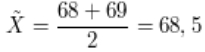 X̃ = (68 + 69) / 2 = 68, 5